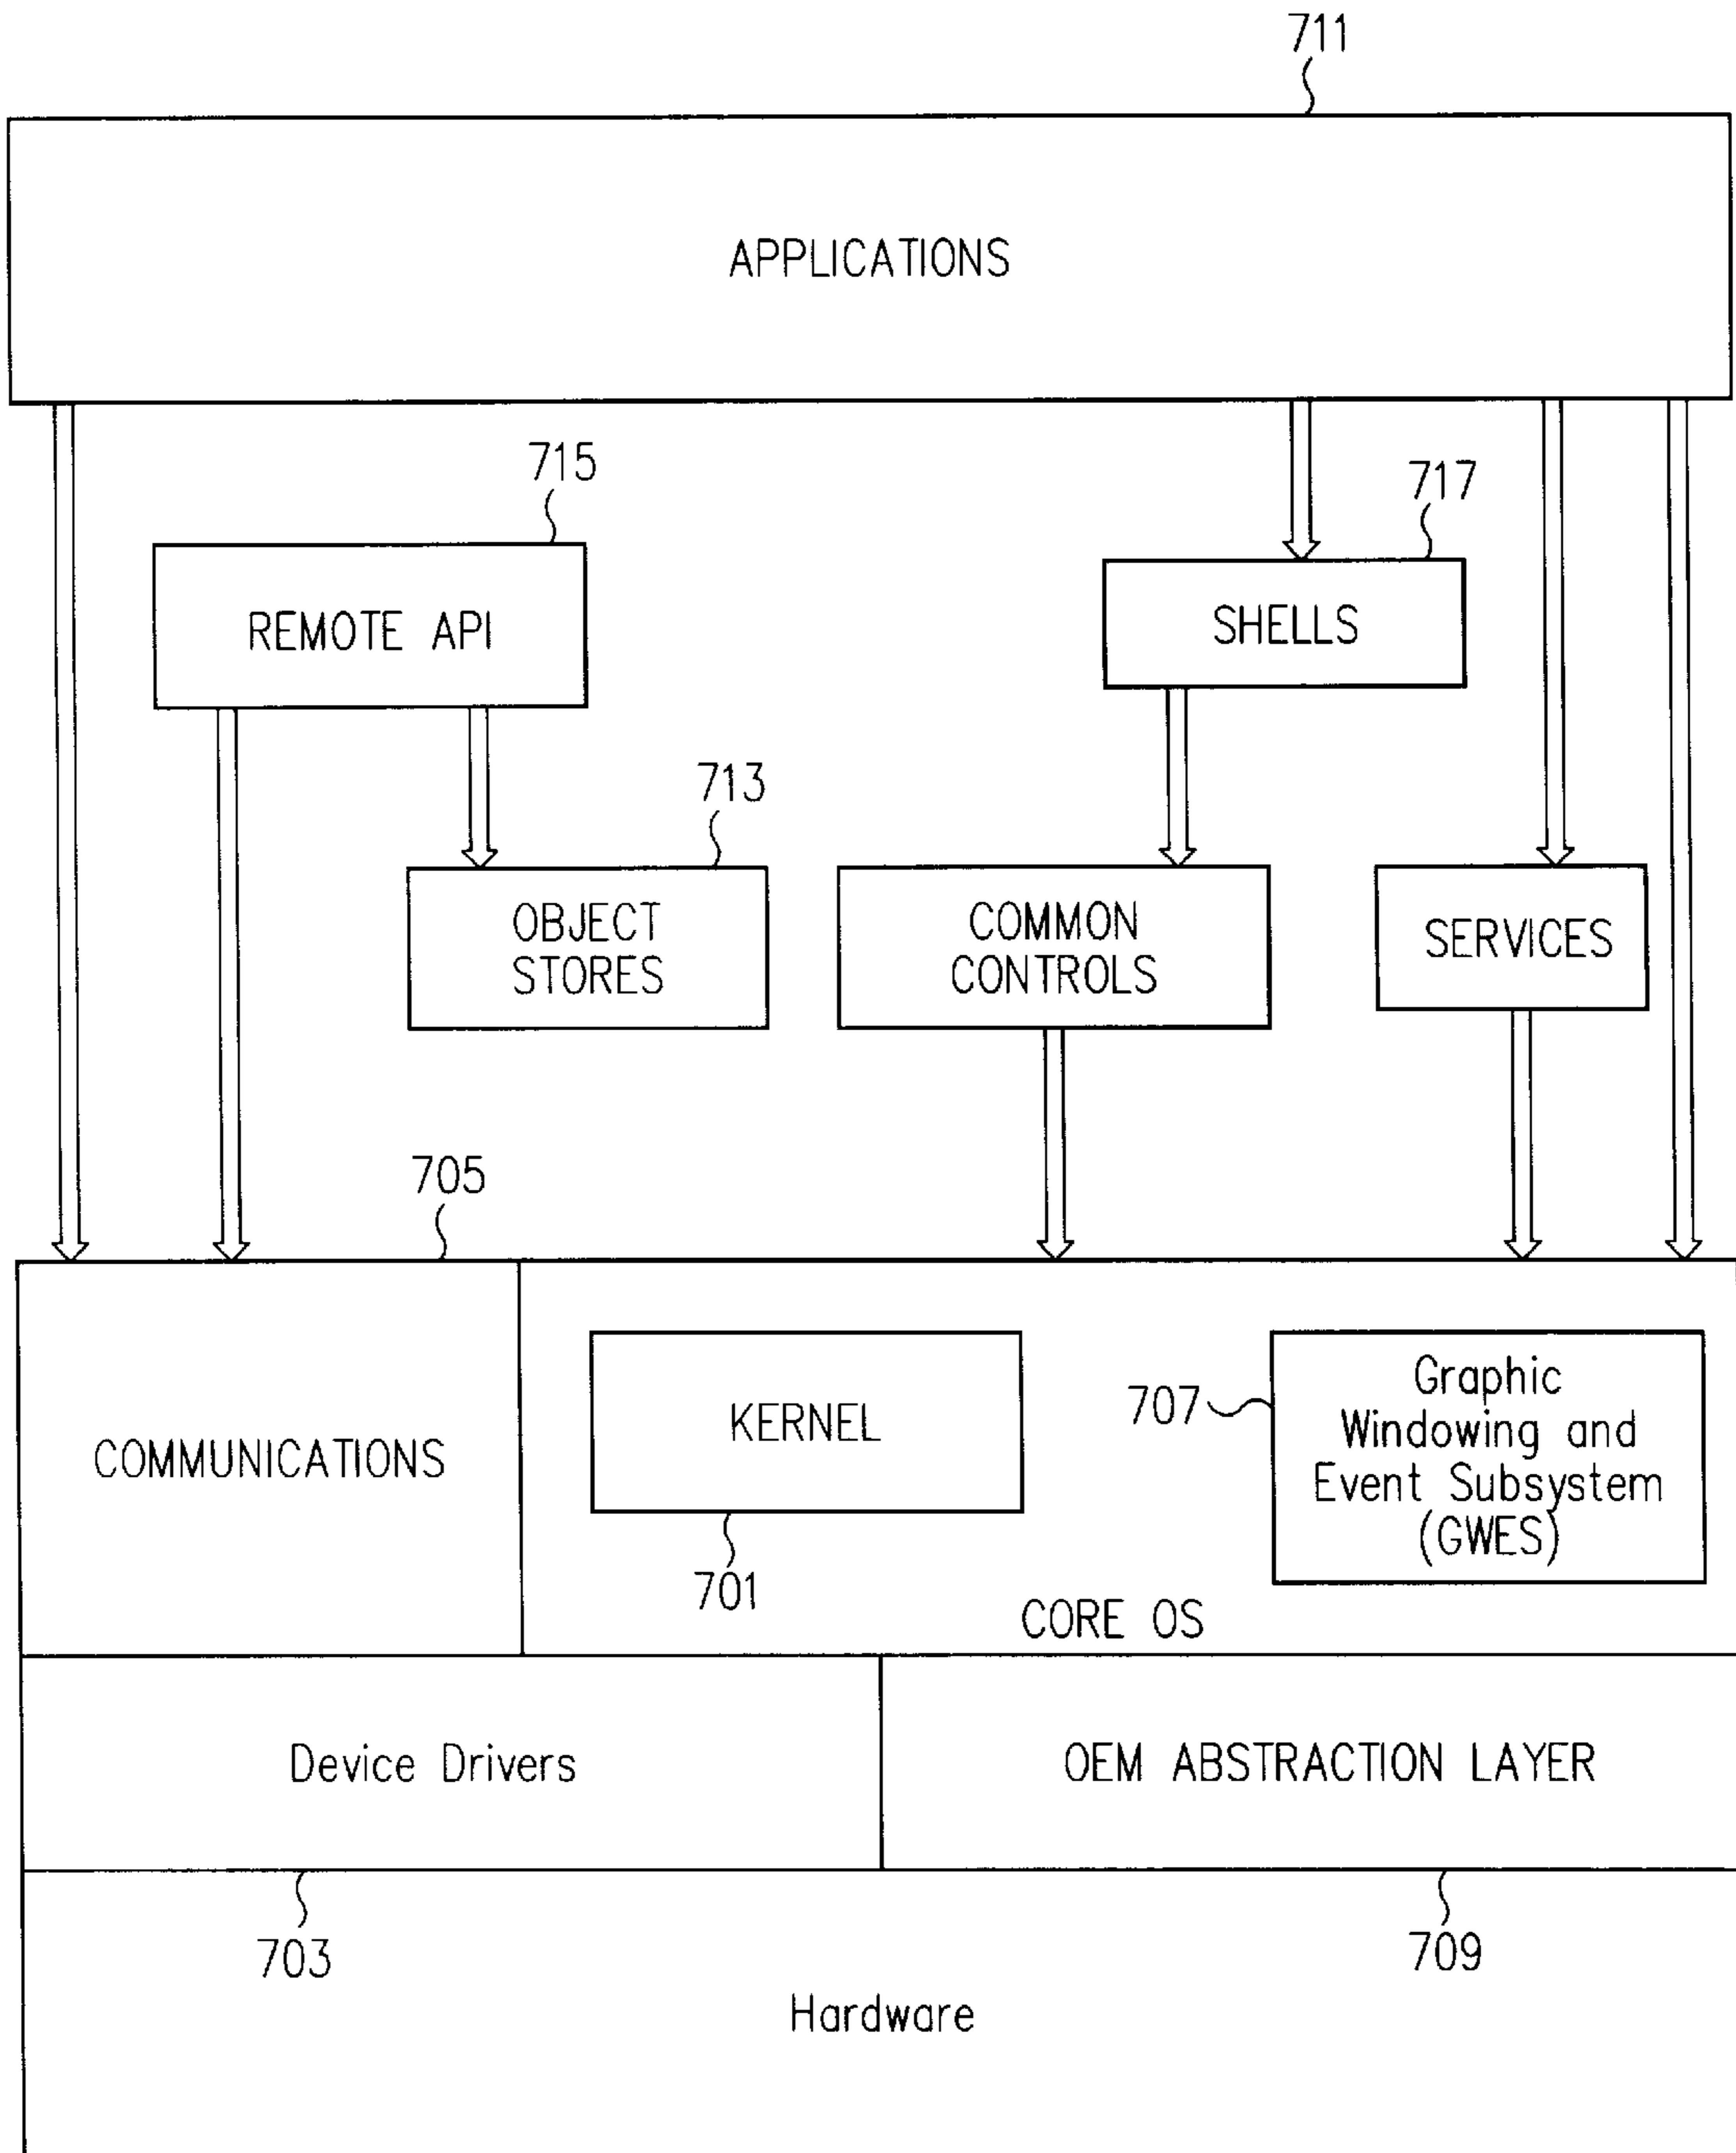 711
APPLICATIONS
715
717
REMOTE API
SHELLS
713
OBJECT
STORES
COMMON
CONTROLS
SERVICES
705
COMMUNICATIONS
KERNEL
701
707
Graphic
Windowing and
Event Subsystem
(GWES)
CORE OS
Device Drivers
OEM ABSTRACTION LAYER
703
709
Hardware